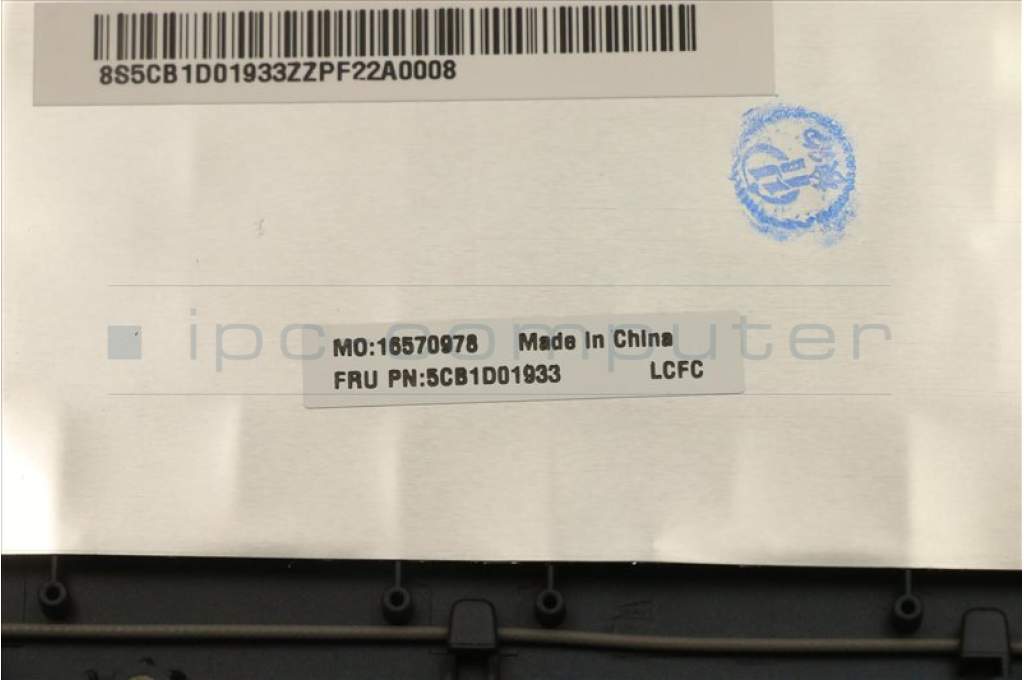 8S5CB1D01933ZZPF22A0008
ipc computer
MO:16570978 Made In China
FRU PN:5CB1D01933 LCFC